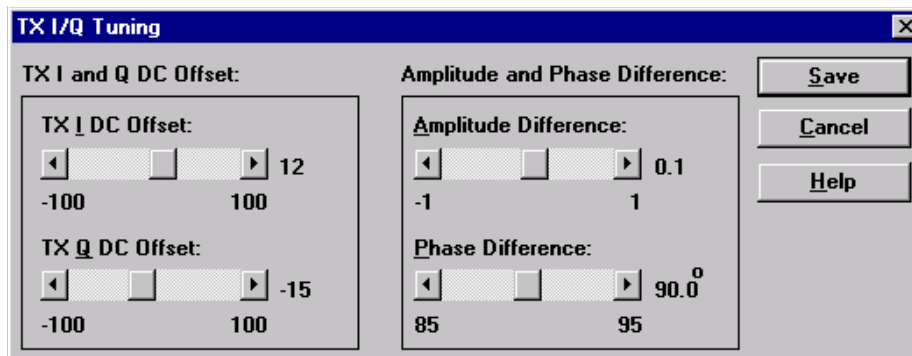 TX I/Q Tuning
TX I and Q DC Offset:
TX I DC Offset:
12
-100 100
TX Q DC Offset:
-15
-100 100
Amplitude and Phase Difference:
Amplitude Difference:
0.1
-1 1
Phase Difference:
90.0°
85 95
Save
Cancel
Help